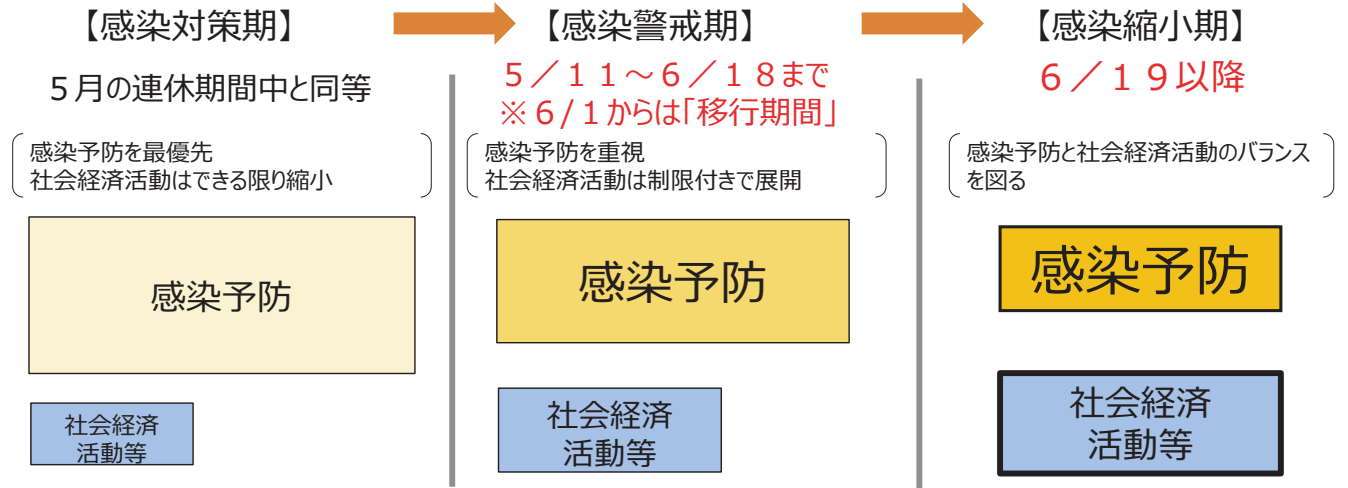 【感染対策期】
5月の連休期間中と同等
感染予防を最優先
社会経済活動はできる限り縮小
感染予防
社会経済
活動等
【感染警戒期】
5/11~6/18まで
※6/1からは「移行期間」
感染予防を重視
社会経済活動は制限付きで展開
感染予防
社会経済
活動等
【感染縮小期】
6/19以降
感染予防と社会経済活動のバランス
を図る
感染予防
社会経済
活動等